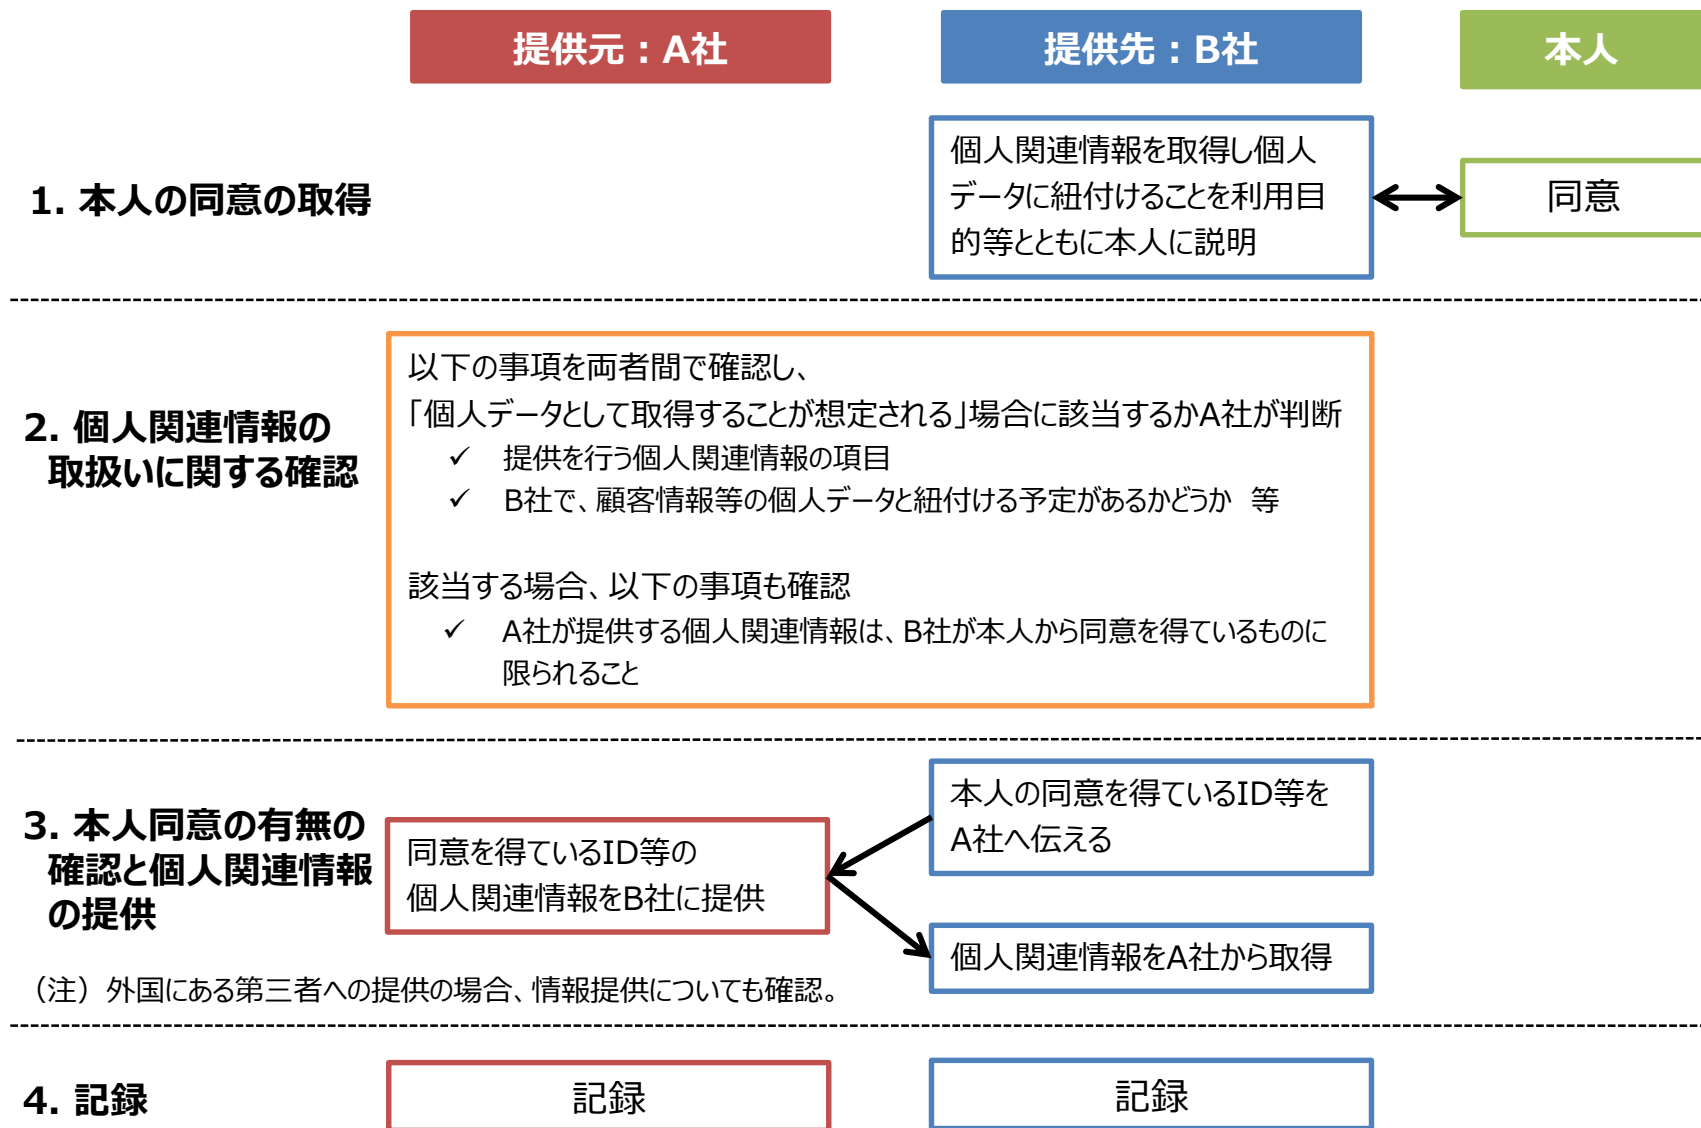 提供元：A社
提供先：B社
本人
1. 本人の同意の取得
個人関連情報を取得し個人
データに紐付けることを利用目
的等とともに本人に説明
同意
2. 個人関連情報の
取扱いに関する確認
以下の事項を両者間で確認し、
「個人データとして取得することが想定される」場合に該当するかA社が判断
✓ 提供を行う個人関連情報の項目
✓ B社で、顧客情報等の個人データと紐付ける予定があるかどうか 等
該当する場合、以下の事項も確認
✓ A社が提供する個人関連情報は、B社が本人から同意を得ているものに
限られること
3. 本人同意の有無の
確認と個人関連情報
の提供
同意を得ているID等の
個人関連情報をB社に提供
本人の同意を得ているID等を
A社へ伝える
個人関連情報をA社から取得
（注）外国にある第三者への提供の場合、情報提供についても確認。
4. 記録
記録
記録